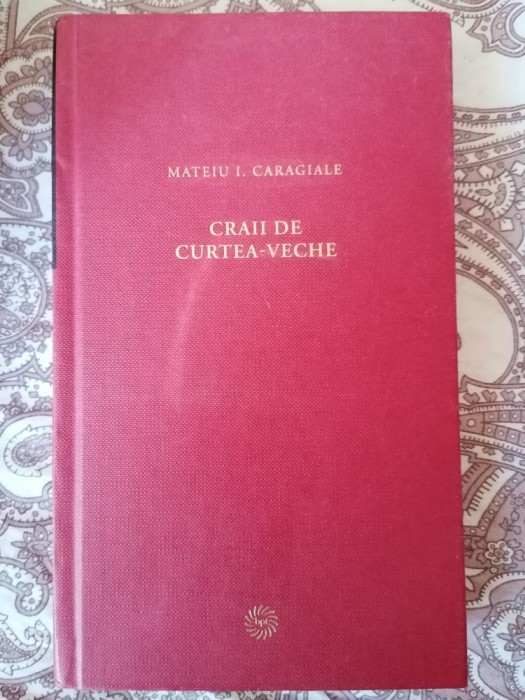 MATEIU I. CARAGIALE
CRAII DE
CURTEA-VECHE
bpt